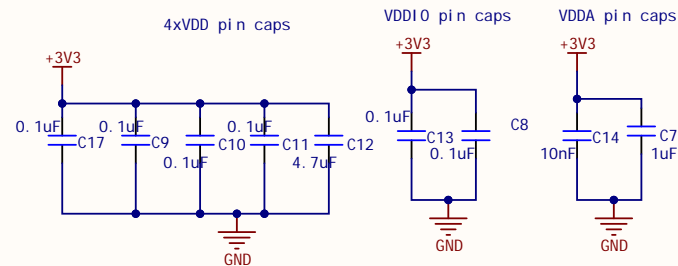 4xVDD pin caps
VDDIO pin caps
VDDA pin caps
+3V3
+3V3
+3V3
0.1uF
C17
0.1uF
C9
0.1uF
C10
0.1uF
C11
4.7uF
C12
GND
0.1uF
C13
0.1uF
C8
GND
10nF
C14
1uF
C7
GND